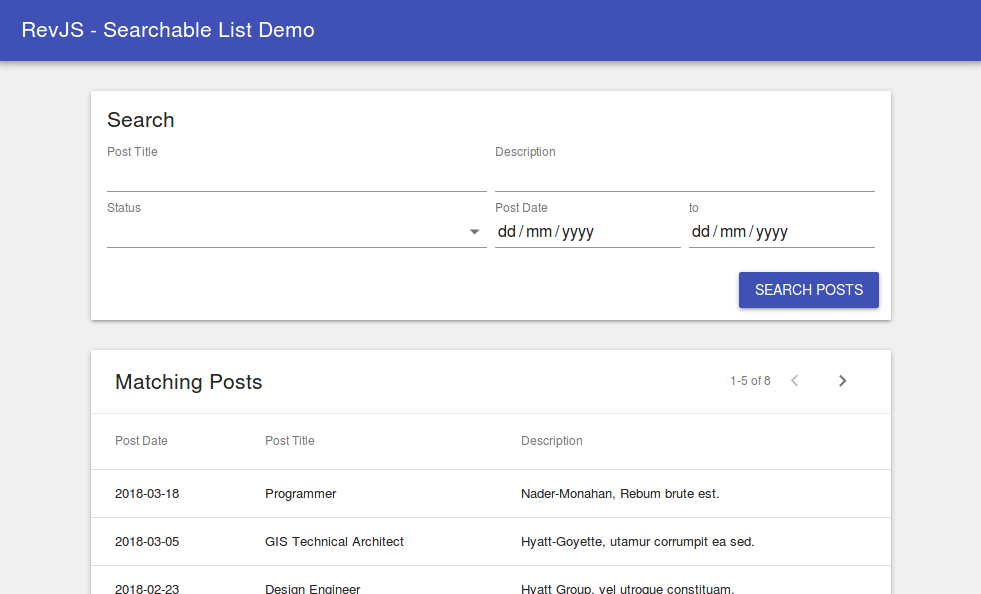 RevJS - Searchable List Demo
Search
Post Title Description
Status Post Date to
dd/mm/yyyy dd/mm/yyyy
SEARCH POSTS
Matching Posts 1-5 of 8
Post Date Post Title Description
2018-03-18 Programmer Nader-Monahan, Rebum brute est.
2018-03-05 GIS Technical Architect Hyatt-Goyette, utamur corrumpit ea sed.
2018-02-23 Design Engineer Hyatt Group, vel utroque constituam.